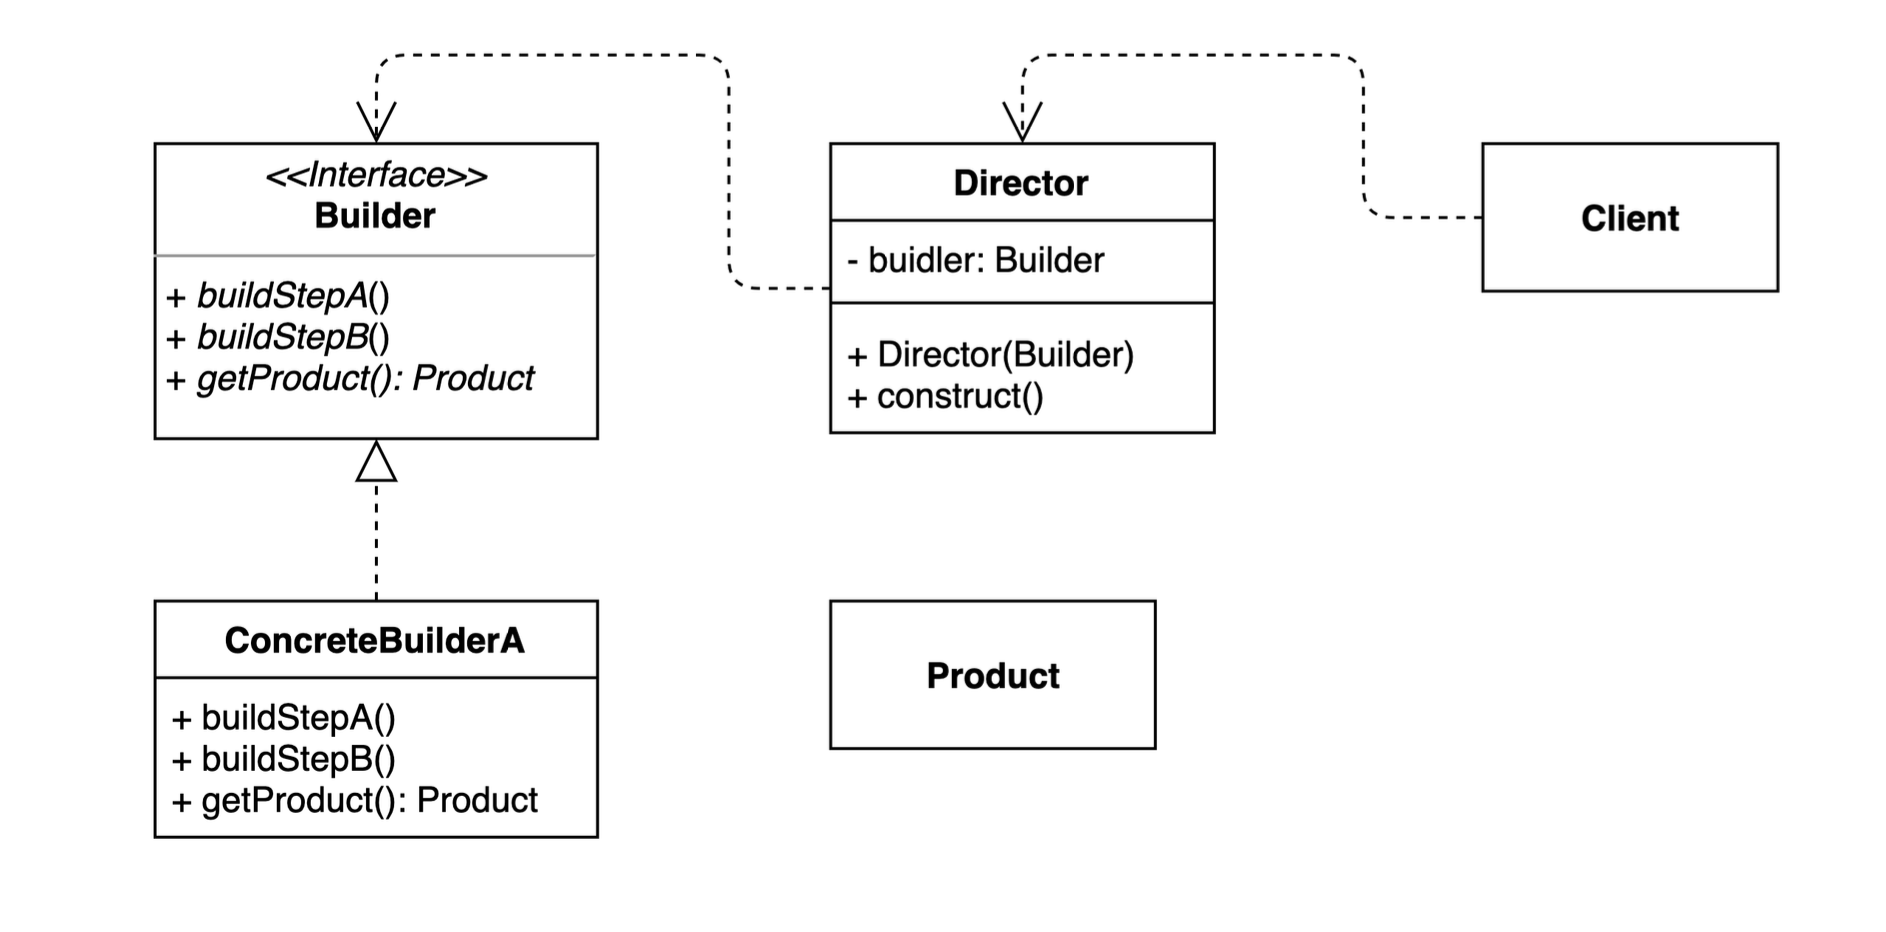 <<Interface>>
Builder
+ buildStepA()
+ buildStepB()
+ getProduct(): Product
Director
- buidler: Builder
+ Director(Builder)
+ construct()
Client
ConcreteBuilderA
+ buildStepA()
+ buildStepB()
+ getProduct(): Product
Product